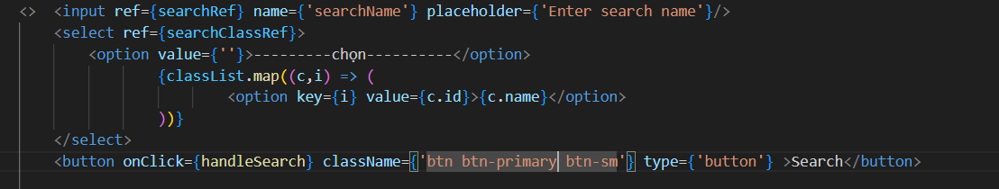 <> <input ref={searchRef} name={'searchName'} placeholder={'Enter search name'}/>
<select ref={searchClassRef}>
<option value={''}>---------chọn----------</option>
{classList.map((c,i) => (
<option key={i} value={c.id}>{c.name}</option>
))}
</select>
<button onClick={handleSearch} className={'btn btn-primary btn-sm'} type={'button'} >Search</button>